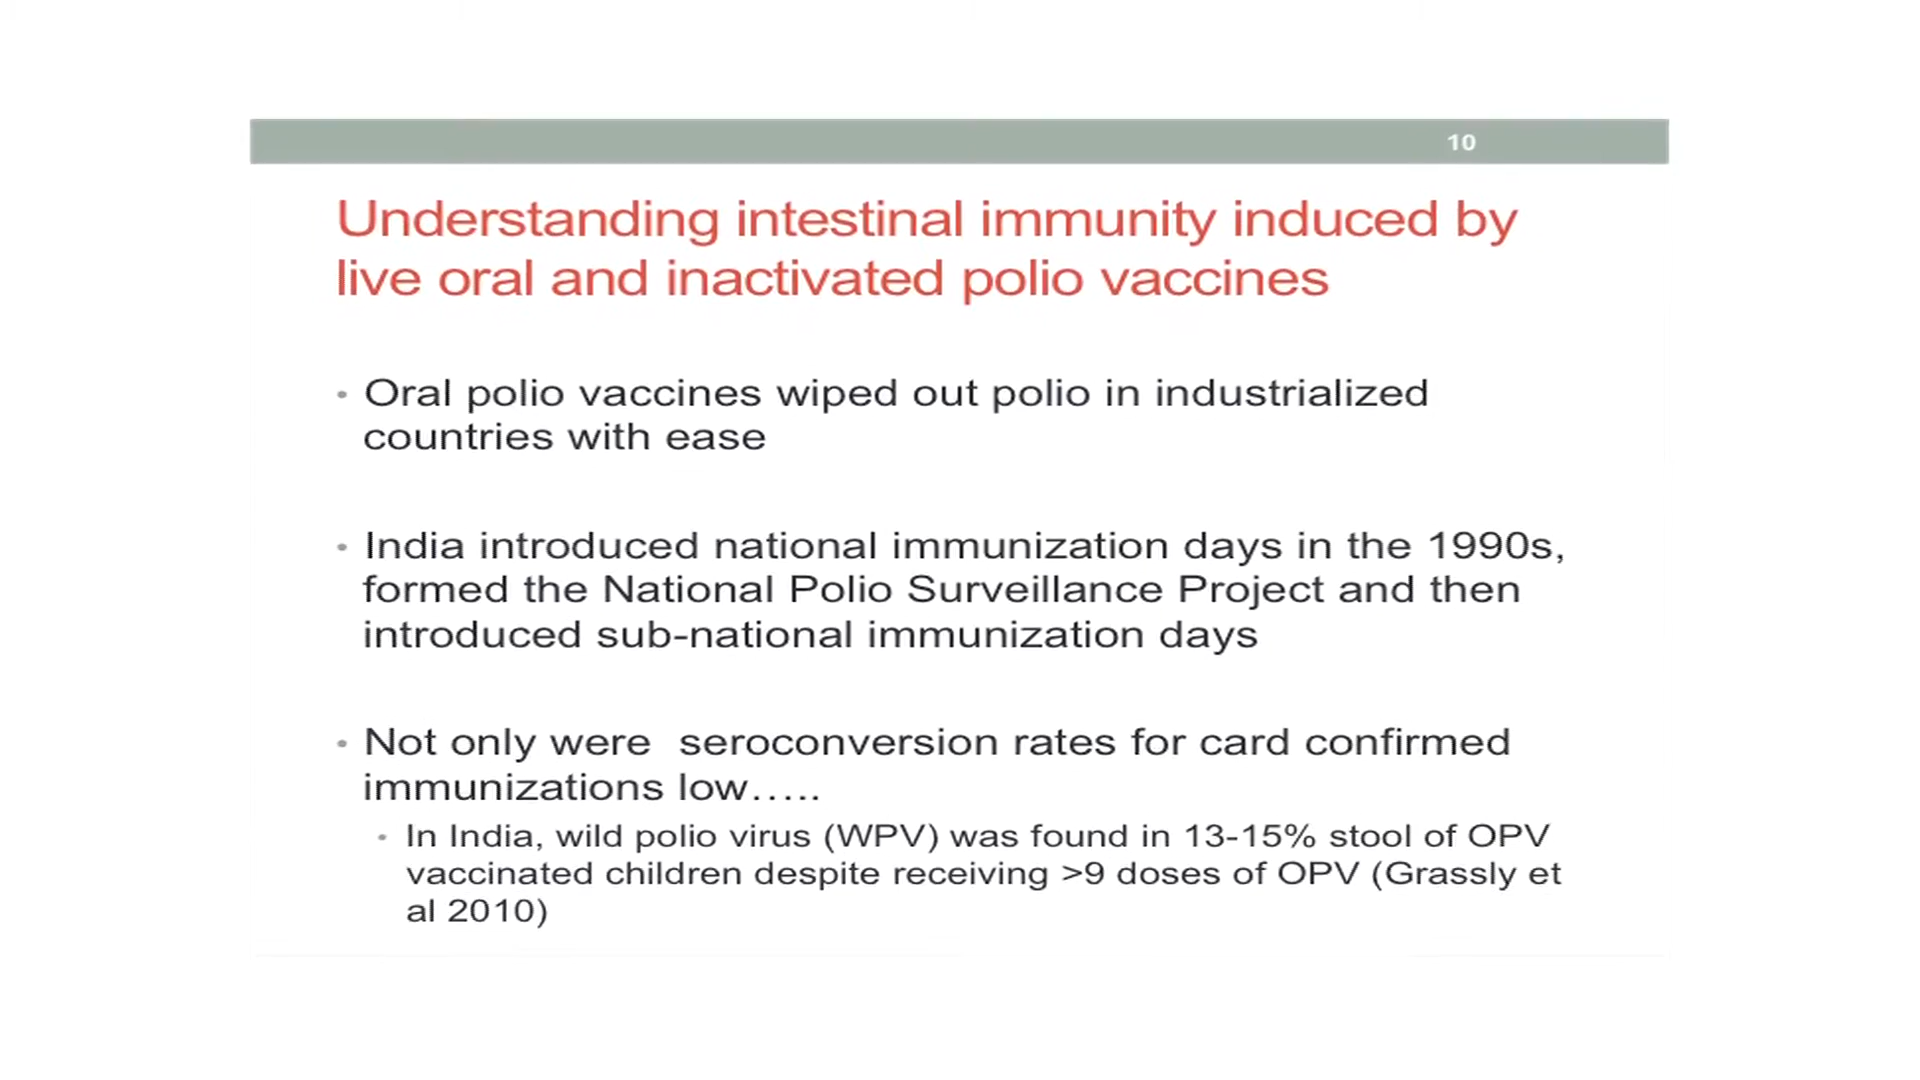 10
Understanding intestinal immunity induced by
live oral and inactivated polio vaccines
• Oral polio vaccines wiped out polio in industrialized
countries with ease
• India introduced national immunization days in the 1990s,
formed the National Polio Surveillance Project and then
introduced sub-national immunization days
• Not only were  seroconversion rates for card confirmed
immunizations low…..
• In India, wild polio virus (WPV) was found in 13-15% stool of OPV
vaccinated children despite receiving >9 doses of OPV (Grassly et
al 2010)